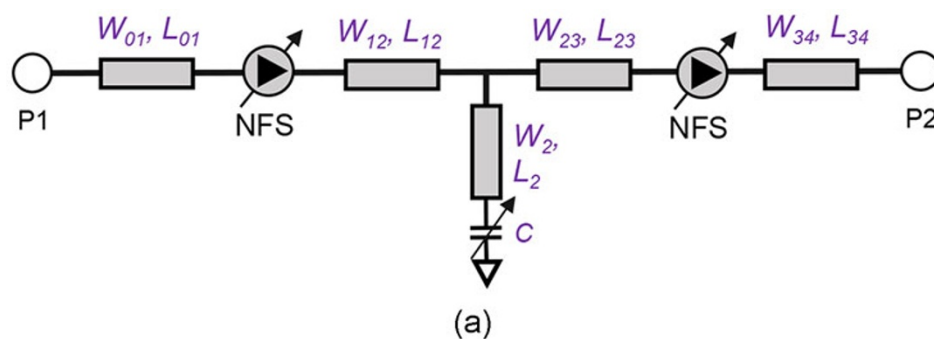 W01, L01 W12, L12 W23, L23 W34, L34
P1 NFS NFS P2
W2,
L2
C
(a)